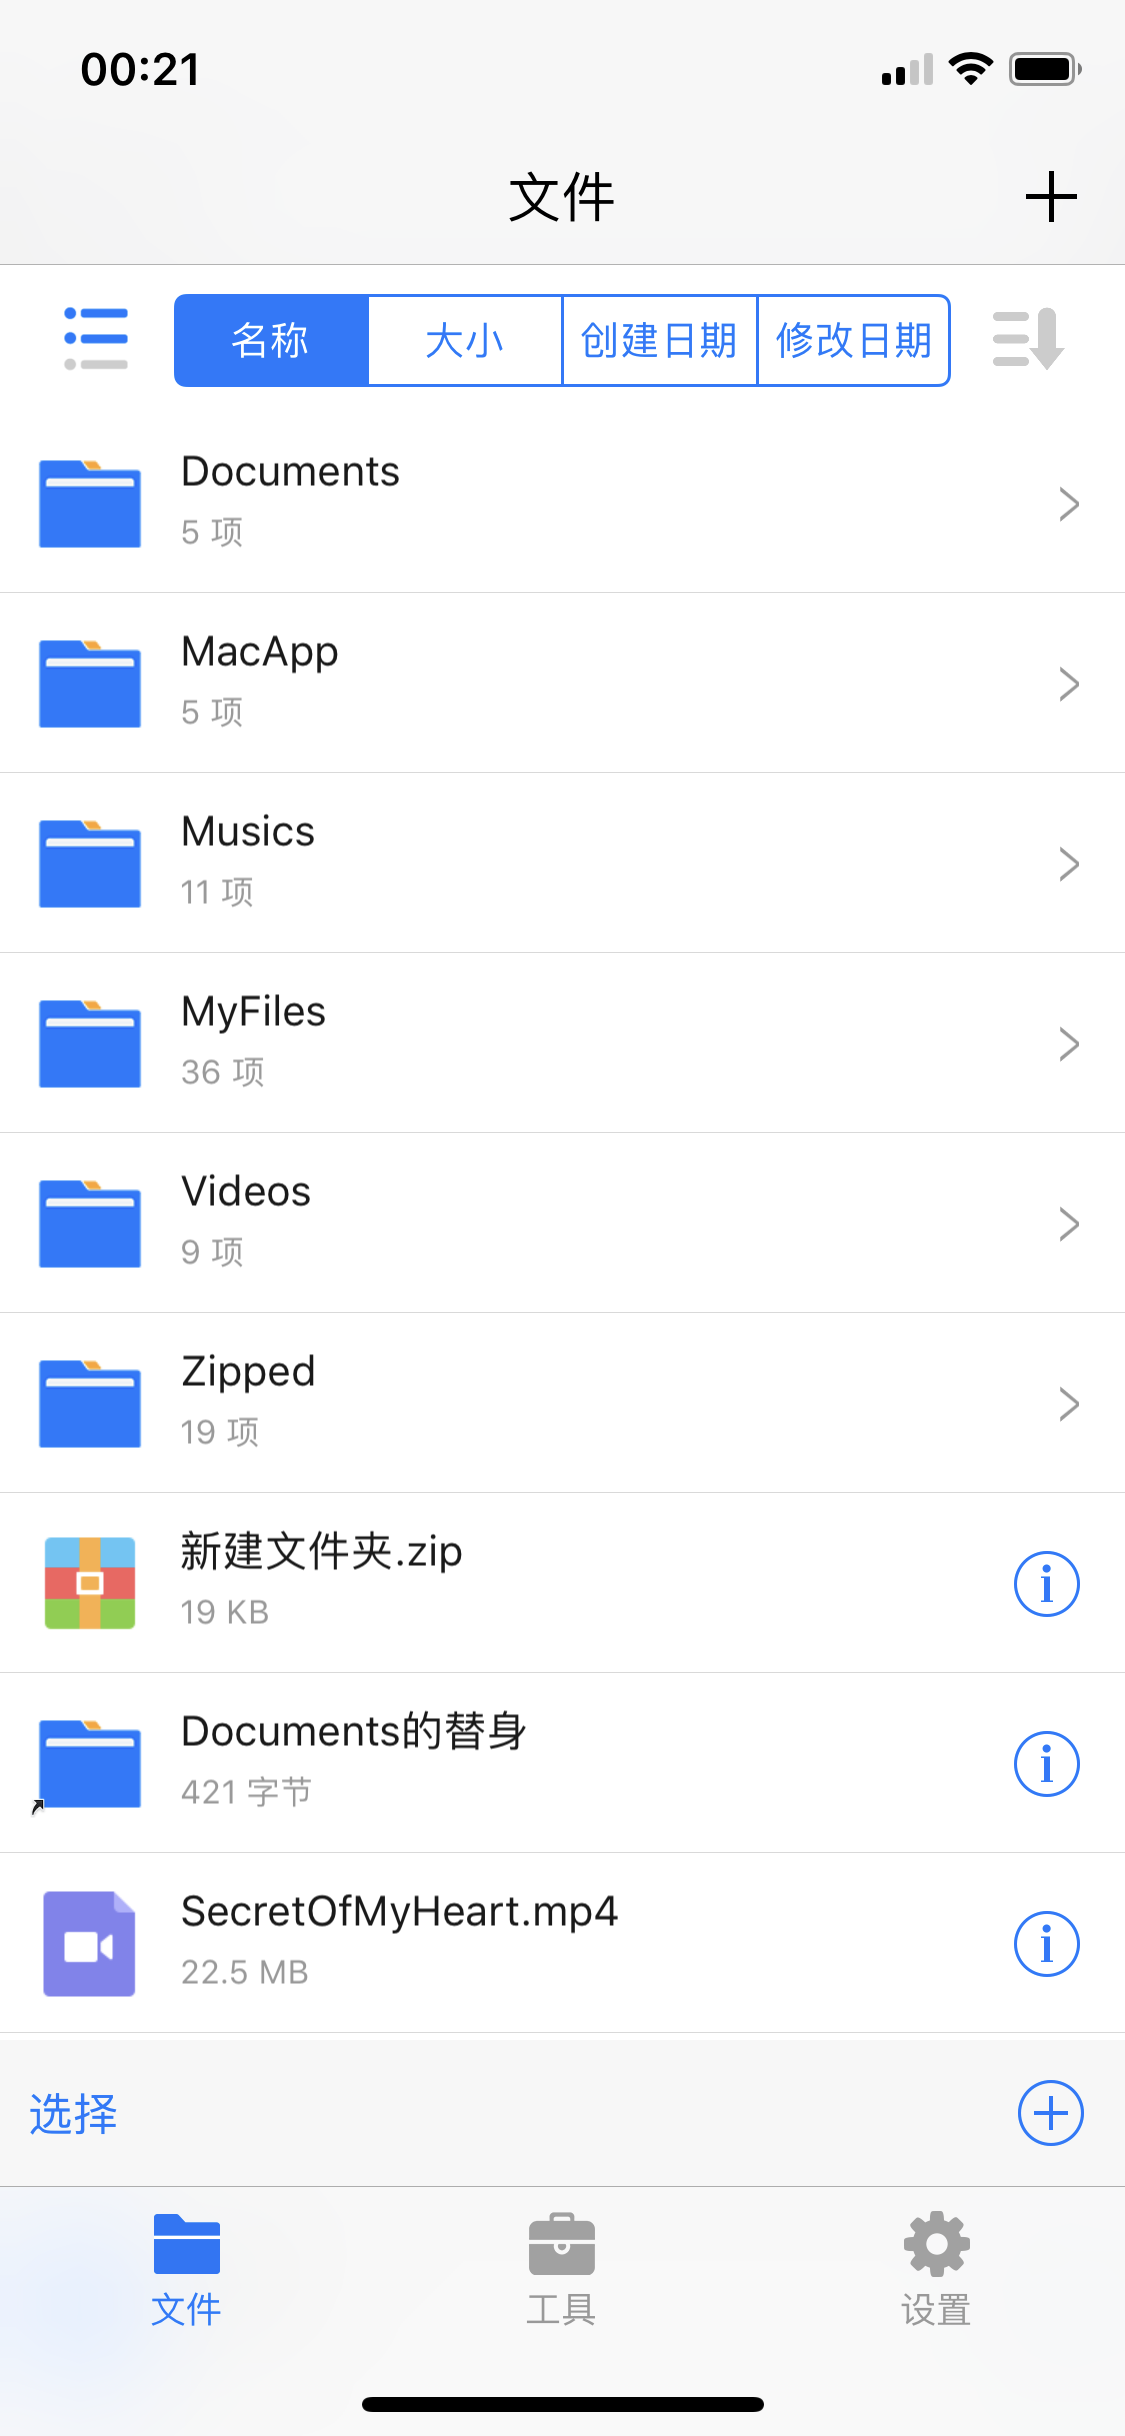 00:21
文件
名称 大小 创建日期 修改日期
Documents
5 项
MacApp
5 项
Musics
11 项
MyFiles
36 项
Videos
9 项
Zipped
19 项
新建文件夹.zip
19 KB
Documents的替身
421 字节
SecretOfMyHeart.mp4
22.5 MB
选择
文件 工具 设置